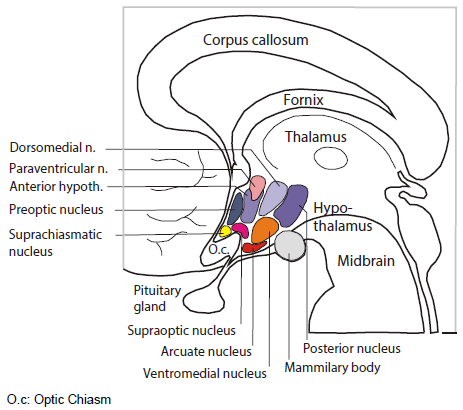 Corpus callosum
Fornix
Thalamus
Dorsomedial n.
Paraventricular n.
Anterior hypoth.
Preoptic nucleus
Suprachiasmatic
nucleus
O.c.
Hypo-
thalamus
Midbrain
Pituitary
gland
Supraoptic nucleus
Arcuate nucleus
Ventromedial nucleus
Posterior nucleus
Mammilary body
O.c: Optic Chiasm